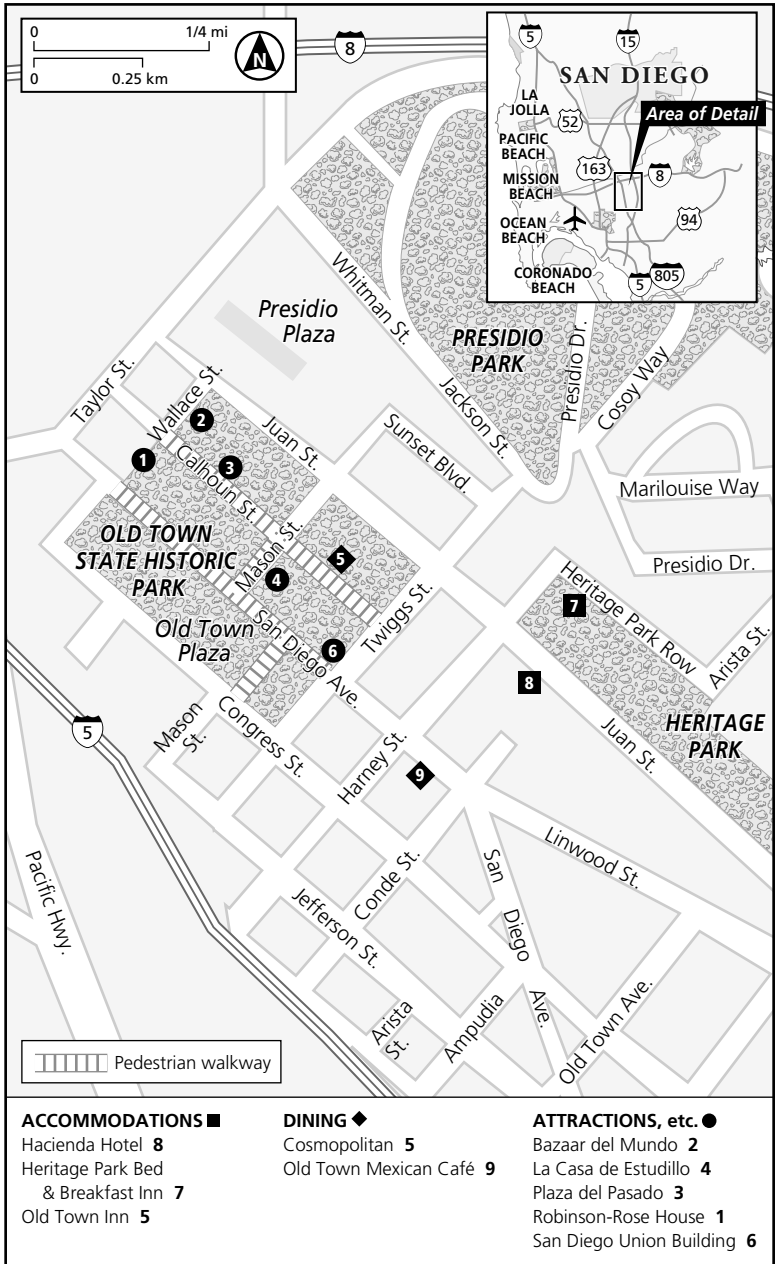 0 1/4 mi
0 0.25 km
N
8
5
15
SAN DIEGO
LA
JOLLA
Area of Detail
52
PACIFIC
BEACH
163
8
MISSION
BEACH
94
OCEAN
BEACH
CORONADO
BEACH
5
805
Whitman St.
Presidio
Plaza
PRESIDIO
PARK
Presidio Dr.
Cosoy Way
Jackson St.
Taylor St.
Wallace St.
2
Juan St.
Sunset Blvd.
1
3
Calhoun St.
Marilouise Way
OLD TOWN
STATE HISTORIC
PARK
Mason St.
5
4
Presidio Dr.
Heritage Park Row
7
Old Town
Plaza
San Diego Ave.
6
Twiggs St.
Arista St.
8
HERITAGE
PARK
Juan St.
5
Mason
St.
Congress St.
Harney St.
9
Linwood St.
Pacific Hwy.
San
Diego
Ave.
Conde St.
Jefferson St.
Arista
St.
Ampudia
Old Town Ave.
Pedestrian walkway
ACCOMMODATIONS ■
Hacienda Hotel 8
Heritage Park Bed
& Breakfast Inn 7
Old Town Inn 5
DINING ◆
Cosmopolitan 5
Old Town Mexican Café 9
ATTRACTIONS, etc. ●
Bazaar del Mundo 2
La Casa de Estudillo 4
Plaza del Pasado 3
Robinson-Rose House 1
San Diego Union Building 6